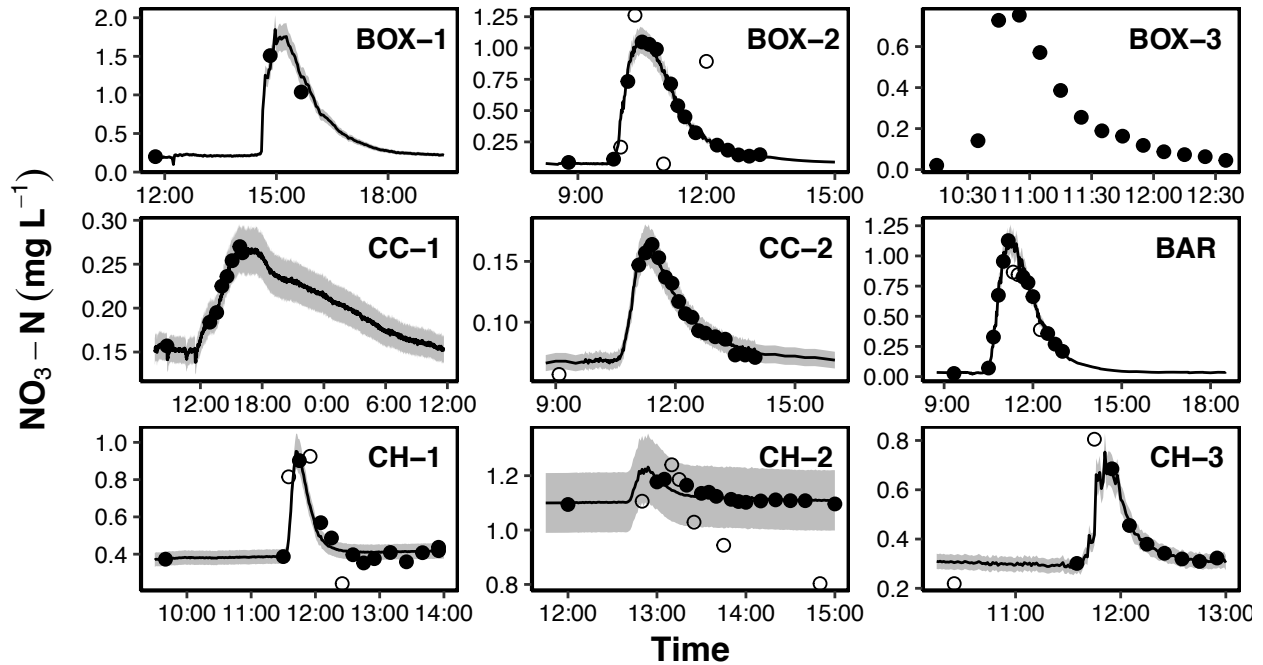 NO₃ − N (mg L⁻¹)
BOX−1
2.0
1.5
1.0
0.5
0.0
12:00 15:00 18:00
BOX−2
1.25
1.00
0.75
0.50
0.25
9:00 12:00 15:00
BOX−3
0.6
0.4
0.2
0.0
10:30 11:00 11:30 12:00 12:30
CC−1
0.30
0.25
0.20
0.15
12:00 18:00 0:00 6:00 12:00
CC−2
0.15
0.10
9:00 12:00 15:00
BAR
1.25
1.00
0.75
0.50
0.25
0.00
9:00 12:00 15:00 18:00
CH−1
1.0
0.8
0.6
0.4
10:00 11:00 12:00 13:00 14:00
CH−2
1.2
1.0
0.8
12:00 13:00 14:00 15:00
CH−3
0.8
0.6
0.4
0.2
11:00 12:00 13:00
Time